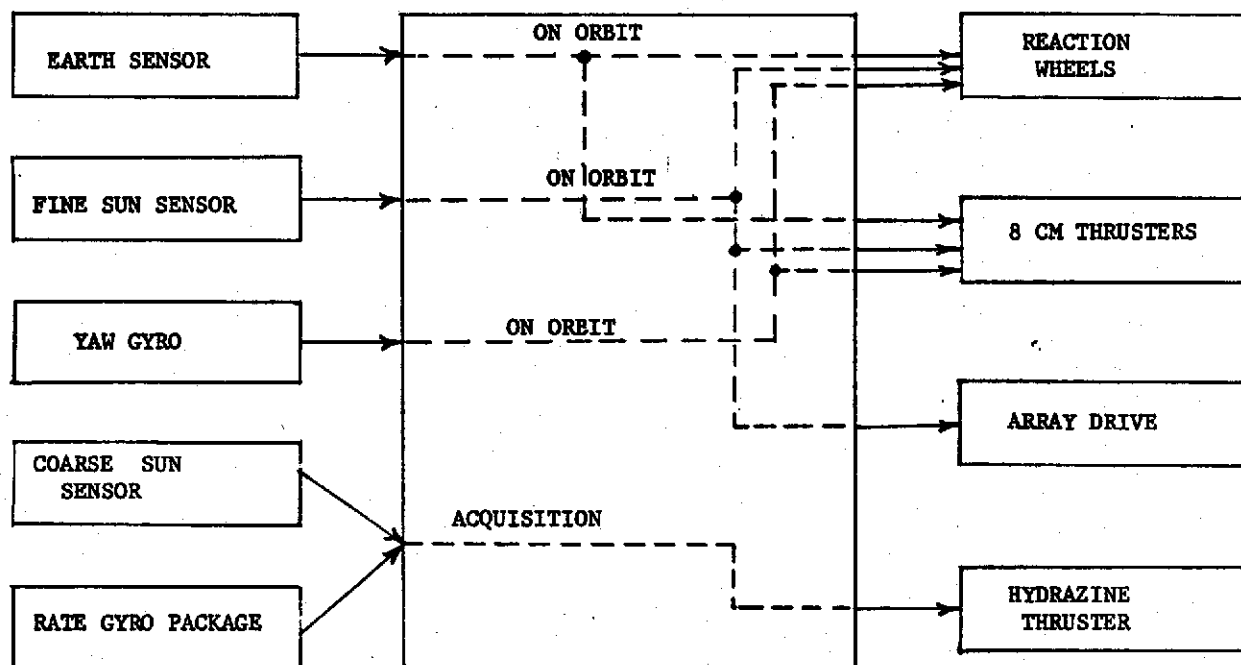 EARTH SENSOR
FINE SUN SENSOR
YAW GYRO
COARSE SUN
SENSOR
RATE GYRO PACKAGE
ON ORBIT
ON ORBIT
ON ORBIT
ACQUISITION
REACTION
WHEELS
8 CM THRUSTERS
ARRAY DRIVE
HYDRAZINE
THRUSTER